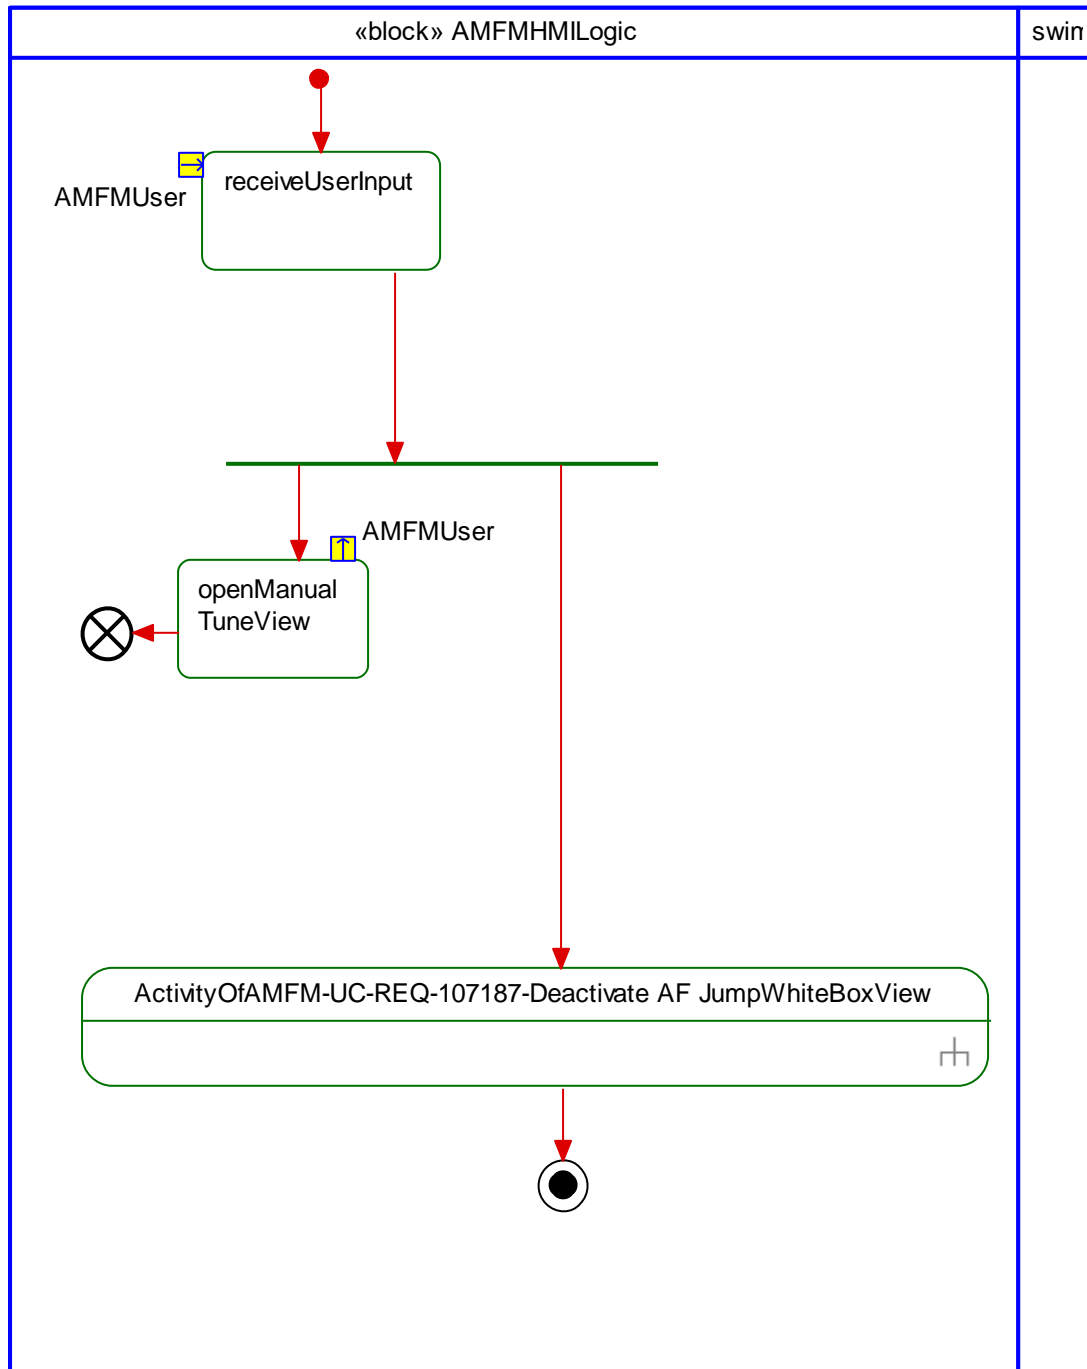 «block» AMFMHMILogic
swim
receiveUserInput
AMFMUser
AMFMUser
openManual
TuneView
ActivityOfAMFM-UC-REQ-107187-Deactivate AF JumpWhiteBoxView